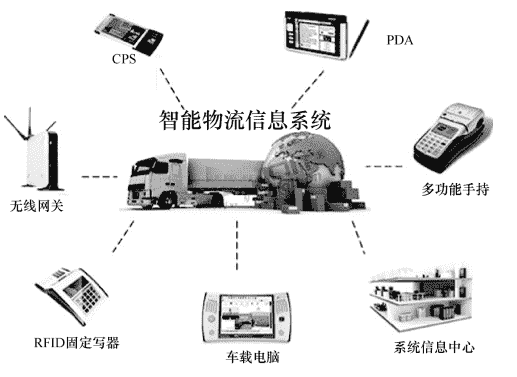 CPS
PDA
智能物流信息系统
无线网关
多功能手持
RFID固定写器
车载电脑
系统信息中心